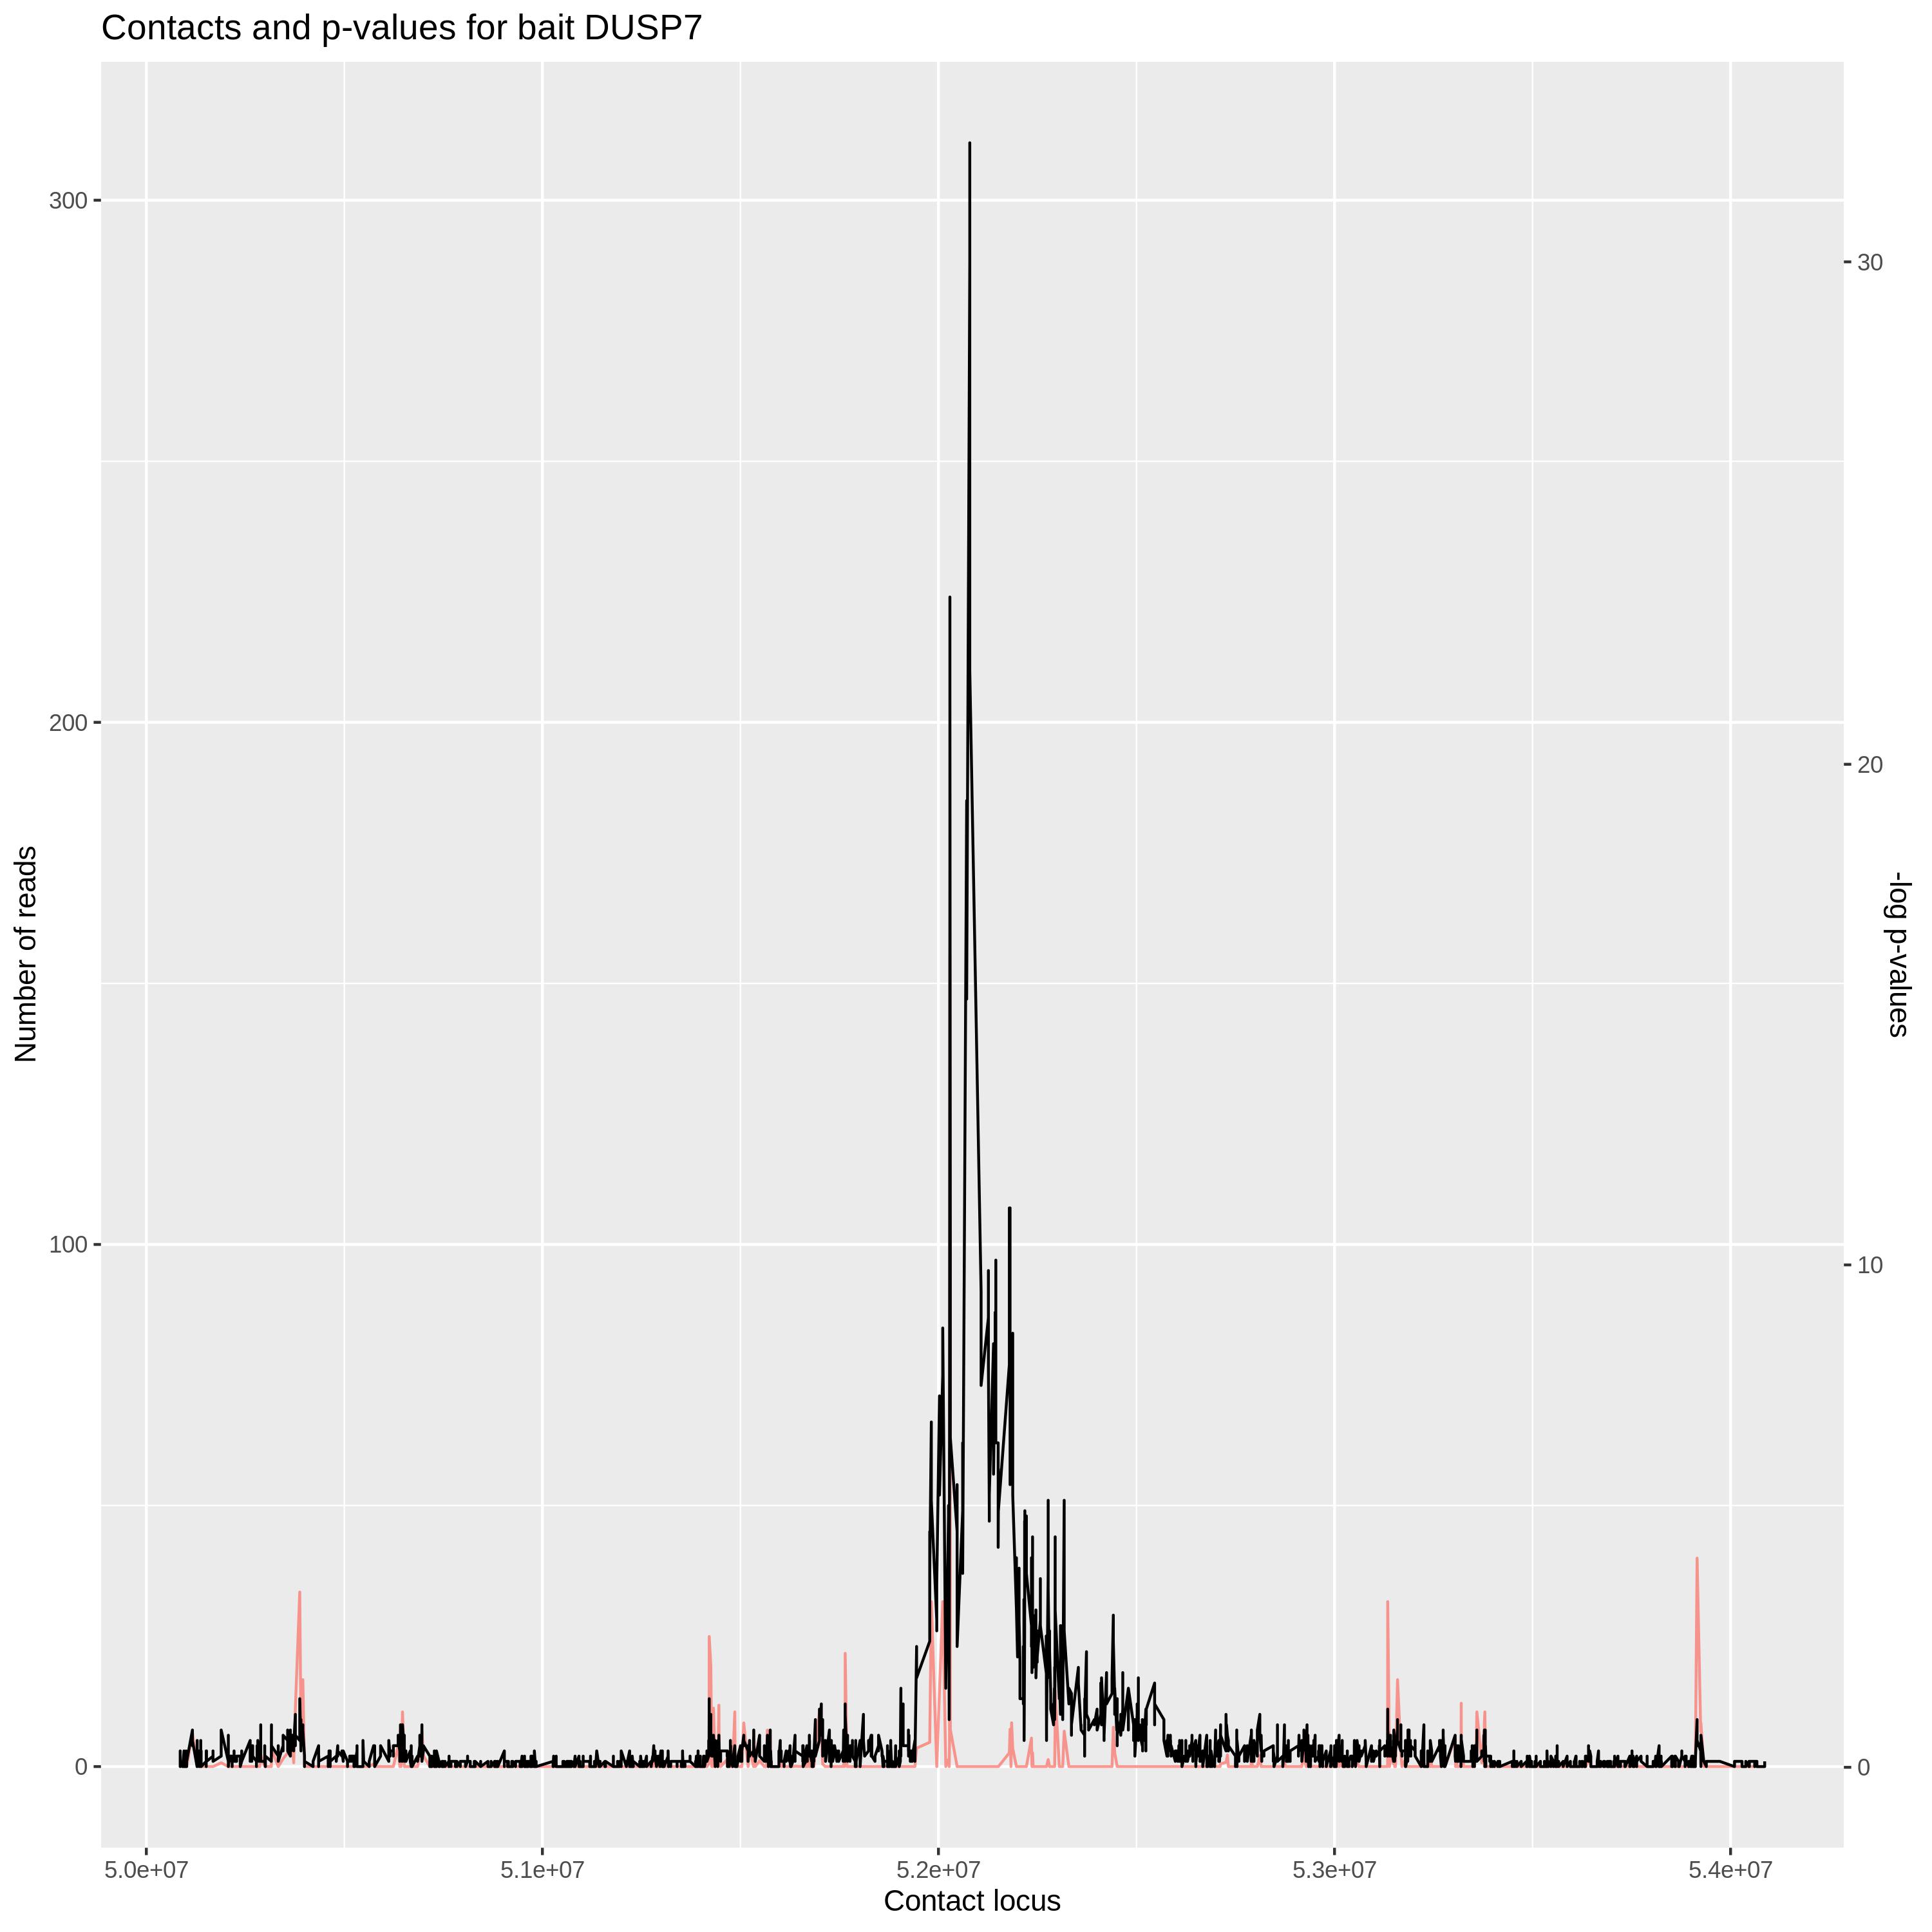 Contacts and p-values for bait DUSP7
300
200
100
0
Number of reads
30
20
10
0
-log p-values
5.0e+07
5.1e+07
5.2e+07
5.3e+07
5.4e+07
Contact locus